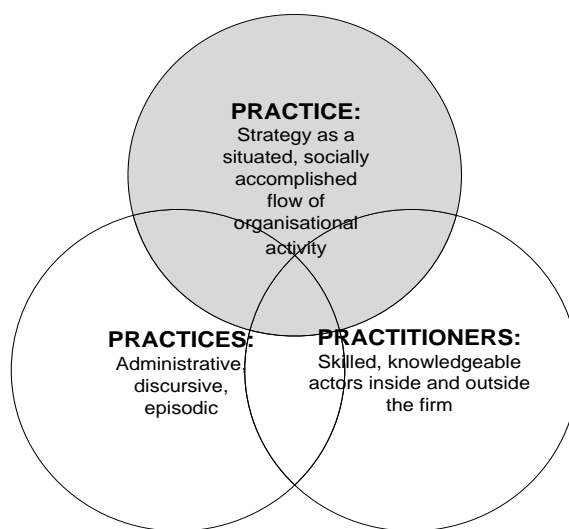 PRACTICE:
Strategy as a
situated, socially
accomplished
flow of
organisational
activity
PRACTICES:
Administrative,
discursive,
episodic
PRACTITIONERS:
Skilled, knowledgeable
actors inside and outside
the firm